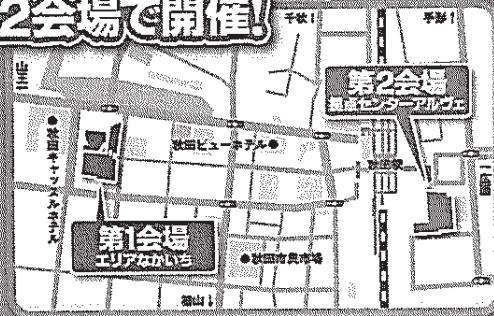 2会場で開催!
千秋↑
手形↑
山王
第2会場
拠点センターアルヴェ
秋田ビューホテル●
●秋田キャッスルホテル
秋田駅
第1会場
エリアなかいち
●秋田市民市場
楢山↓